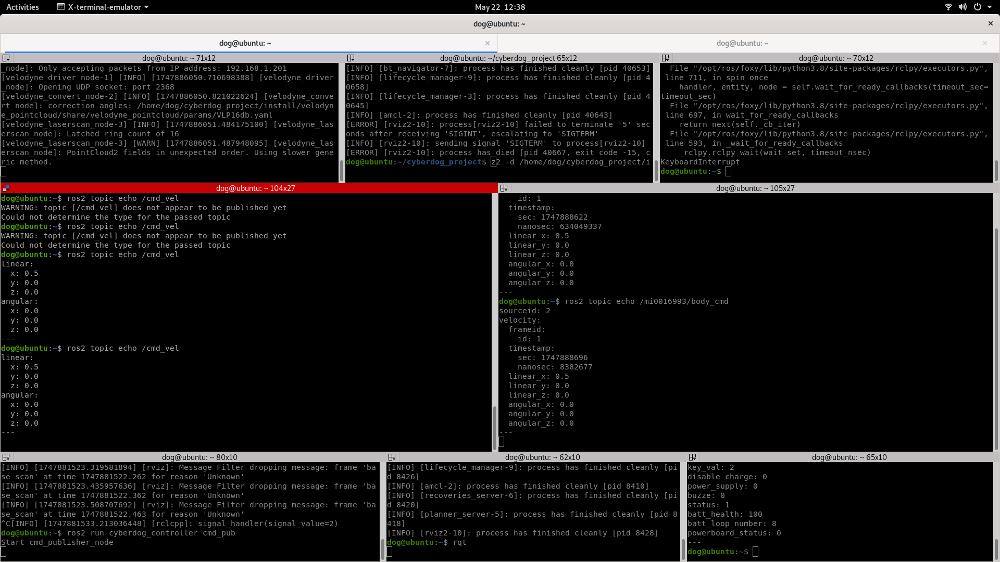 Activities
X-terminal-emulator
May 22 12:38
dog@ubuntu: ~
dog@ubuntu: ~
dog@ubuntu: ~
dog@ubuntu: ~ 71x12
_node]: Only accepting packets from IP address: 192.168.1.201
[velodyne_driver_node-1] [INFO] [1747886050.710698388] [velodyne_driver
_node]: Opening UDP socket: port 2368
[velodyne_convert_node-2] [INFO] [1747886050.821022624] [velodyne_conve
rt_node]: correction angles: /home/dog/cyberdog_project/install/velodyn
e_pointcloud/share/velodyne_pointcloud/params/VLP16db.yaml
[velodyne_laserscan_node-3] [INFO] [1747886051.484175100] [velodyne_las
erscan_node]: Latched ring count of 16
[velodyne_laserscan_node-3] [WARN] [1747886051.487948095] [velodyne_las
erscan_node]: PointCloud2 fields in unexpected order. Using slower gene
ric method.
dog@ubuntu: ~/cyberdog_project 65x12
[INFO] [bt_navigator-7]: process has finished cleanly [pid 40653]
[INFO] [lifecycle_manager-9]: process has finished cleanly [pid 4
0658]
[INFO] [lifecycle_manager-3]: process has finished cleanly [pid 4
0645]
[INFO] [amcl-2]: process has finished cleanly [pid 40643]
[ERROR] [rviz2-10]: process[rviz2-10] failed to terminate '5' sec
onds after receiving 'SIGINT', escalating to 'SIGTERM'
[INFO] [rviz2-10]: sending signal 'SIGTERM' to process[rviz2-10]
[ERROR] [rviz2-10]: process has died [pid 40667, exit code -15, c
dog@ubuntu:~/cyberdog_project$ z2 -d /home/dog/cyberdog_project/i
dog@ubuntu: ~ 70x12
File "/opt/ros/foxy/lib/python3.8/site-packages/rclpy/executors.py",
line 711, in spin_once
handler, entity, node = self.wait_for_ready_callbacks(timeout_sec=
timeout_sec)
File "/opt/ros/foxy/lib/python3.8/site-packages/rclpy/executors.py",
line 697, in wait_for_ready_callbacks
return next(self._cb_iter)
File "/opt/ros/foxy/lib/python3.8/site-packages/rclpy/executors.py",
line 593, in _wait_for_ready_callbacks
_rclpy.rclpy_wait(wait_set, timeout_nsec)
KeyboardInterrupt
dog@ubuntu:~$
dog@ubuntu: ~ 104x27
dog@ubuntu:~$ ros2 topic echo /cmd_vel
WARNING: topic [/cmd_vel] does not appear to be published yet
Could not determine the type for the passed topic
dog@ubuntu:~$ ros2 topic echo /cmd_vel
WARNING: topic [/cmd_vel] does not appear to be published yet
Could not determine the type for the passed topic
dog@ubuntu:~$ ros2 topic echo /cmd_vel
linear:
x: 0.5
y: 0.0
z: 0.0
angular:
x: 0.0
y: 0.0
z: 0.0
---
dog@ubuntu:~$ ros2 topic echo /cmd_vel
linear:
x: 0.5
y: 0.0
z: 0.0
angular:
x: 0.0
y: 0.0
z: 0.0
---
dog@ubuntu: ~ 105x27
id: 1
timestamp:
sec: 1747888622
nanosec: 634049337
linear_x: 0.5
linear_y: 0.0
linear_z: 0.0
angular_x: 0.0
angular_y: 0.0
angular_z: 0.0
---
dog@ubuntu:~$ ros2 topic echo /mi0016993/body_cmd
sourceid: 2
velocity:
frameid:
id: 1
timestamp:
sec: 1747888696
nanosec: 8382677
linear_x: 0.5
linear_y: 0.0
linear_z: 0.0
angular_x: 0.0
angular_y: 0.0
angular_z: 0.0
---
dog@ubuntu: ~ 80x10
[INFO] [1747881523.319581894] [rviz]: Message Filter dropping message: frame 'ba
se_scan' at time 1747881522.262 for reason 'Unknown'
[INFO] [1747881523.435957636] [rviz]: Message Filter dropping message: frame 'ba
se_scan' at time 1747881522.362 for reason 'Unknown'
[INFO] [1747881523.508707692] [rviz]: Message Filter dropping message: frame 'ba
se_scan' at time 1747881522.463 for reason 'Unknown'
^C[INFO] [1747881533.213036448] [rclcpp]: signal_handler(signal_value=2)
dog@ubuntu:~$ ros2 run cyberdog_controller cmd_pub
Start cmd_publisher_node
dog@ubuntu: ~ 62x10
[INFO] [lifecycle_manager-9]: process has finished cleanly [pi
d 8426]
[INFO] [amcl-2]: process has finished cleanly [pid 8410]
[INFO] [recoveries_server-6]: process has finished cleanly [pi
d 8420]
[INFO] [planner_server-5]: process has finished cleanly [pid 8
418]
[INFO] [rviz2-10]: process has finished cleanly [pid 8428]
dog@ubuntu:~$ rqt
dog@ubuntu: ~ 65x10
key_val: 2
disable_charge: 0
power_supply: 0
buzze: 0
status: 1
batt_health: 100
batt_loop_number: 8
powerboard_status: 0
---
dog@ubuntu:~$